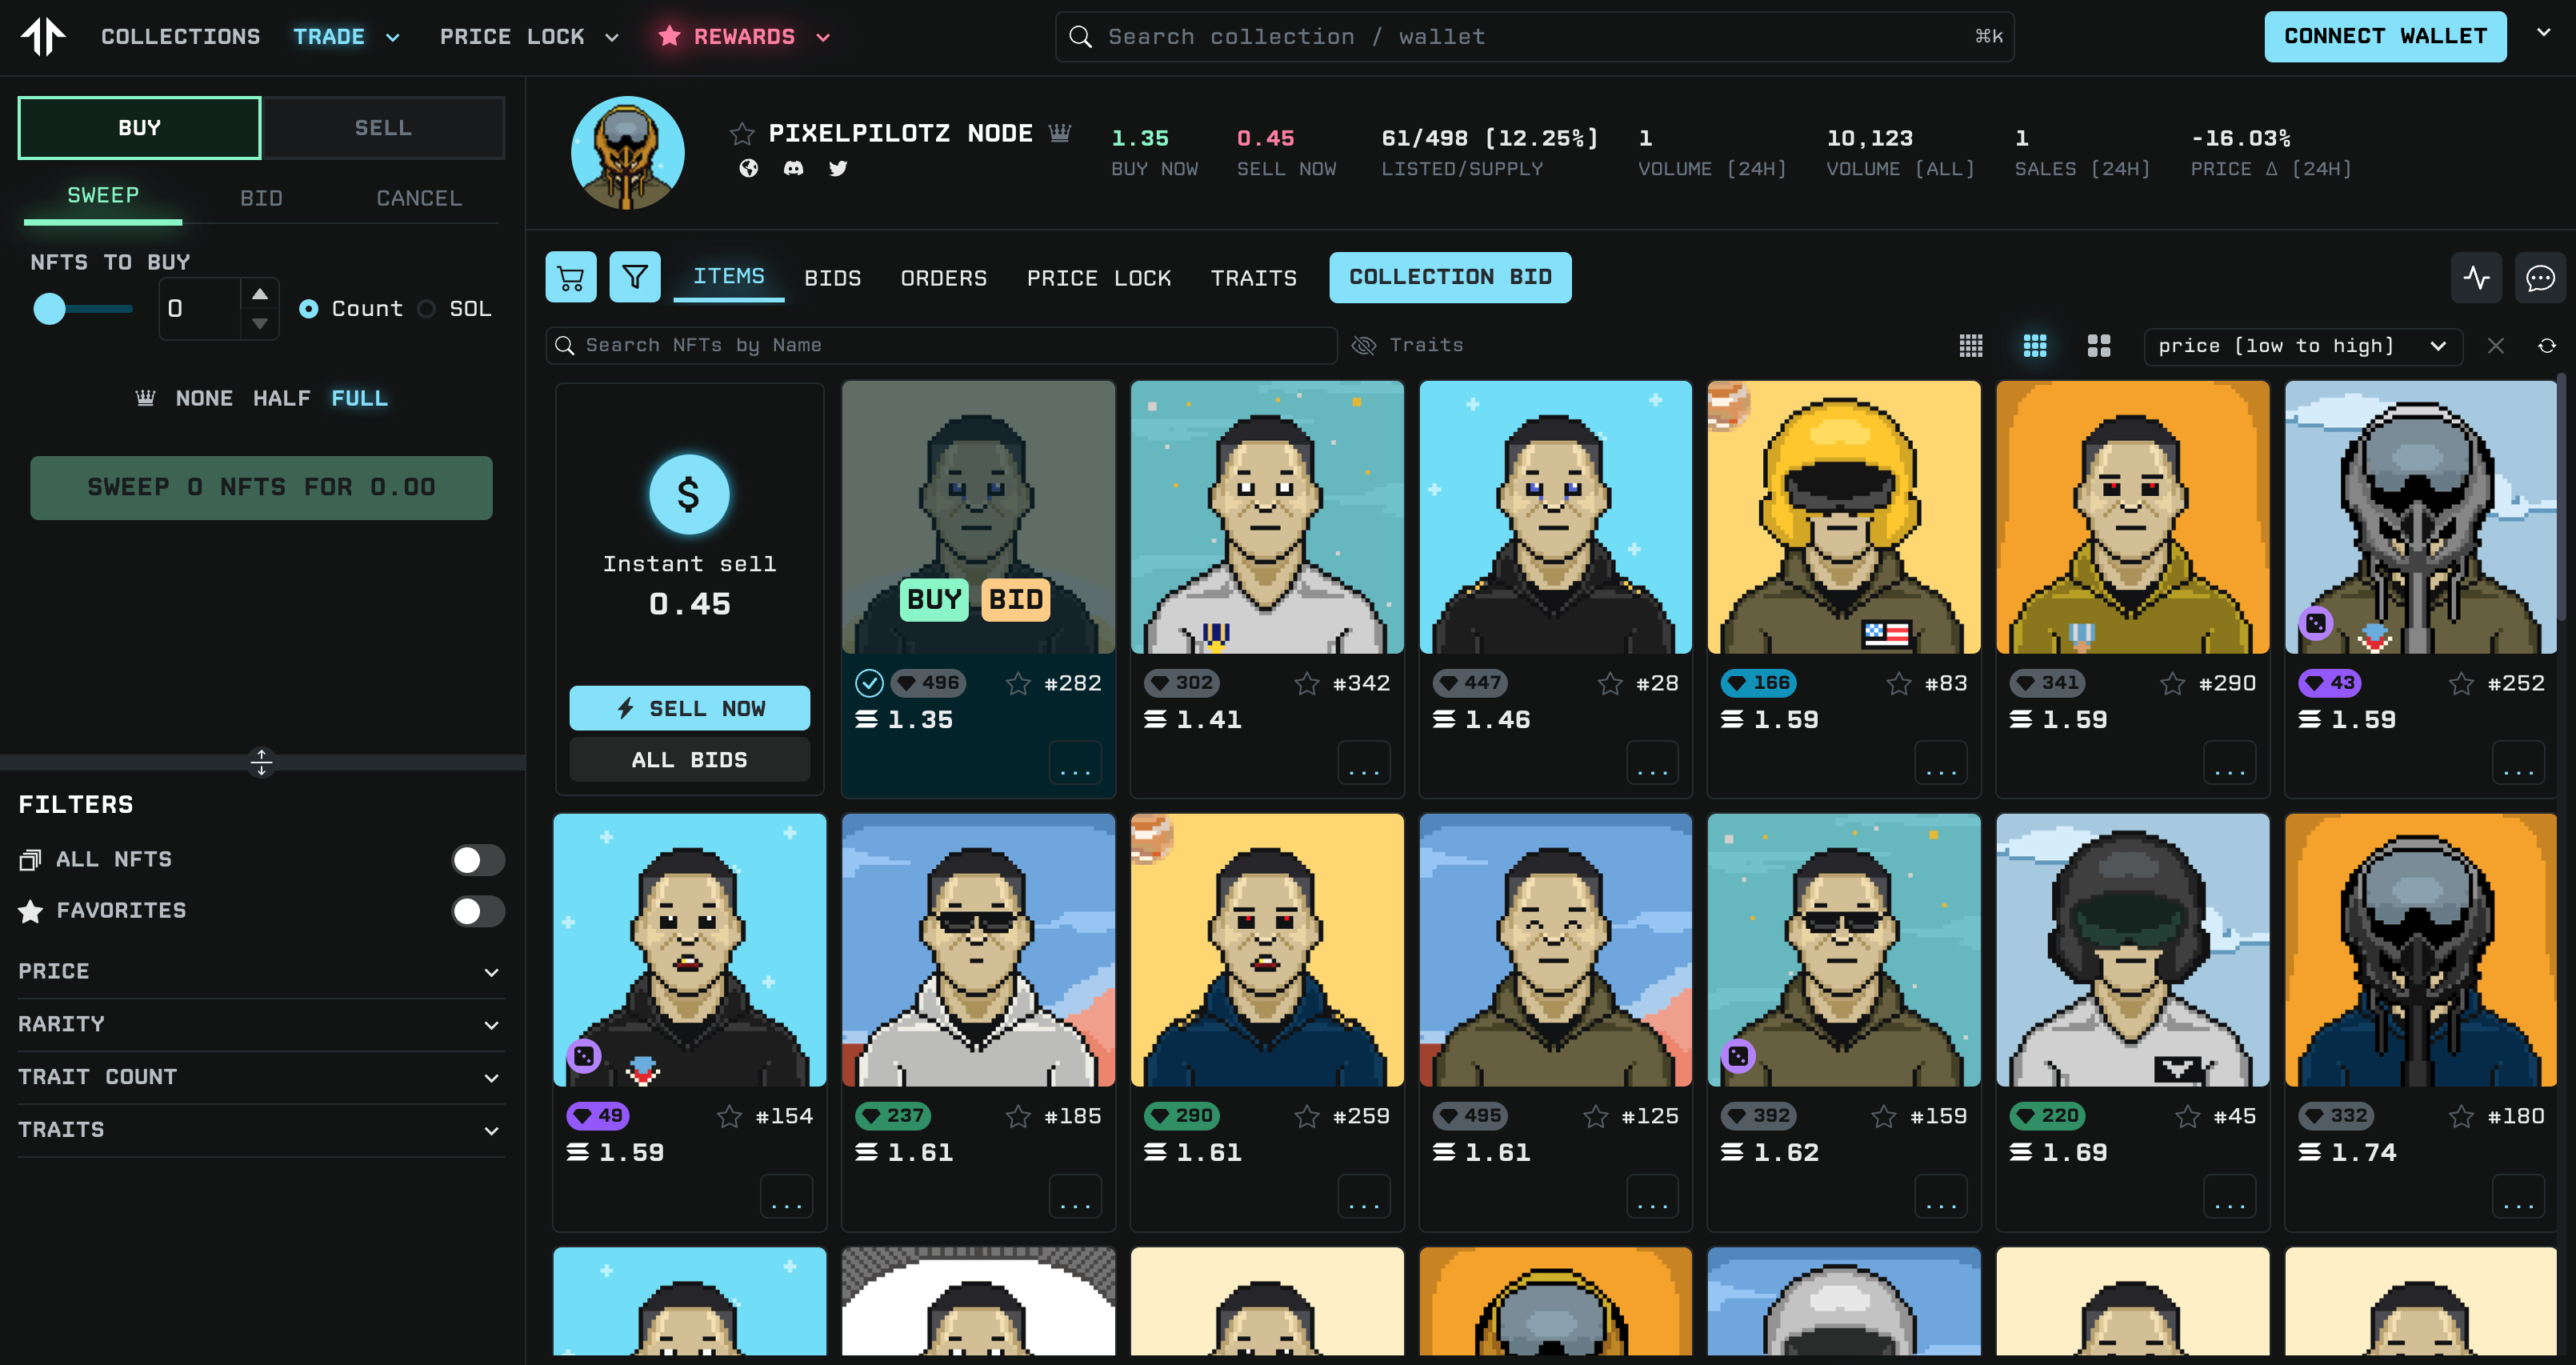 COLLECTIONS TRADE PRICE LOCK REWARDS Search collection / wallet ⌘k CONNECT WALLET
BUY SELL
SWEEP BID CANCEL
NFTS TO BUY
0 Count SOL
NONE HALF FULL
SWEEP 0 NFTS FOR 0.00
FILTERS
ALL NFTS
FAVORITES
PRICE
RARITY
TRAIT COUNT
TRAITS
PIXELPILOTZ NODE
1.35 0.45 61/498 [12.25%] 1 10,123 1 -16.03%
BUY NOW SELL NOW LISTED/SUPPLY VOLUME [24H] VOLUME [ALL] SALES [24H] PRICE Δ [24H]
ITEMS BIDS ORDERS PRICE LOCK TRAITS COLLECTION BID
Search NFTs by Name Traits price [low to high]
$
Instant sell
0.45
SELL NOW
ALL BIDS
BUY BID
496 #282 302 #342 447 #28 166 #83 341 #290 43 #252
1.35 1.41 1.46 1.59 1.59 1.59
... ... ... ... ... ...
49 #154 237 #185 290 #259 495 #125 392 #159 220 #45 332 #180
1.59 1.61 1.61 1.61 1.62 1.69 1.74
... ... ... ... ... ... ...